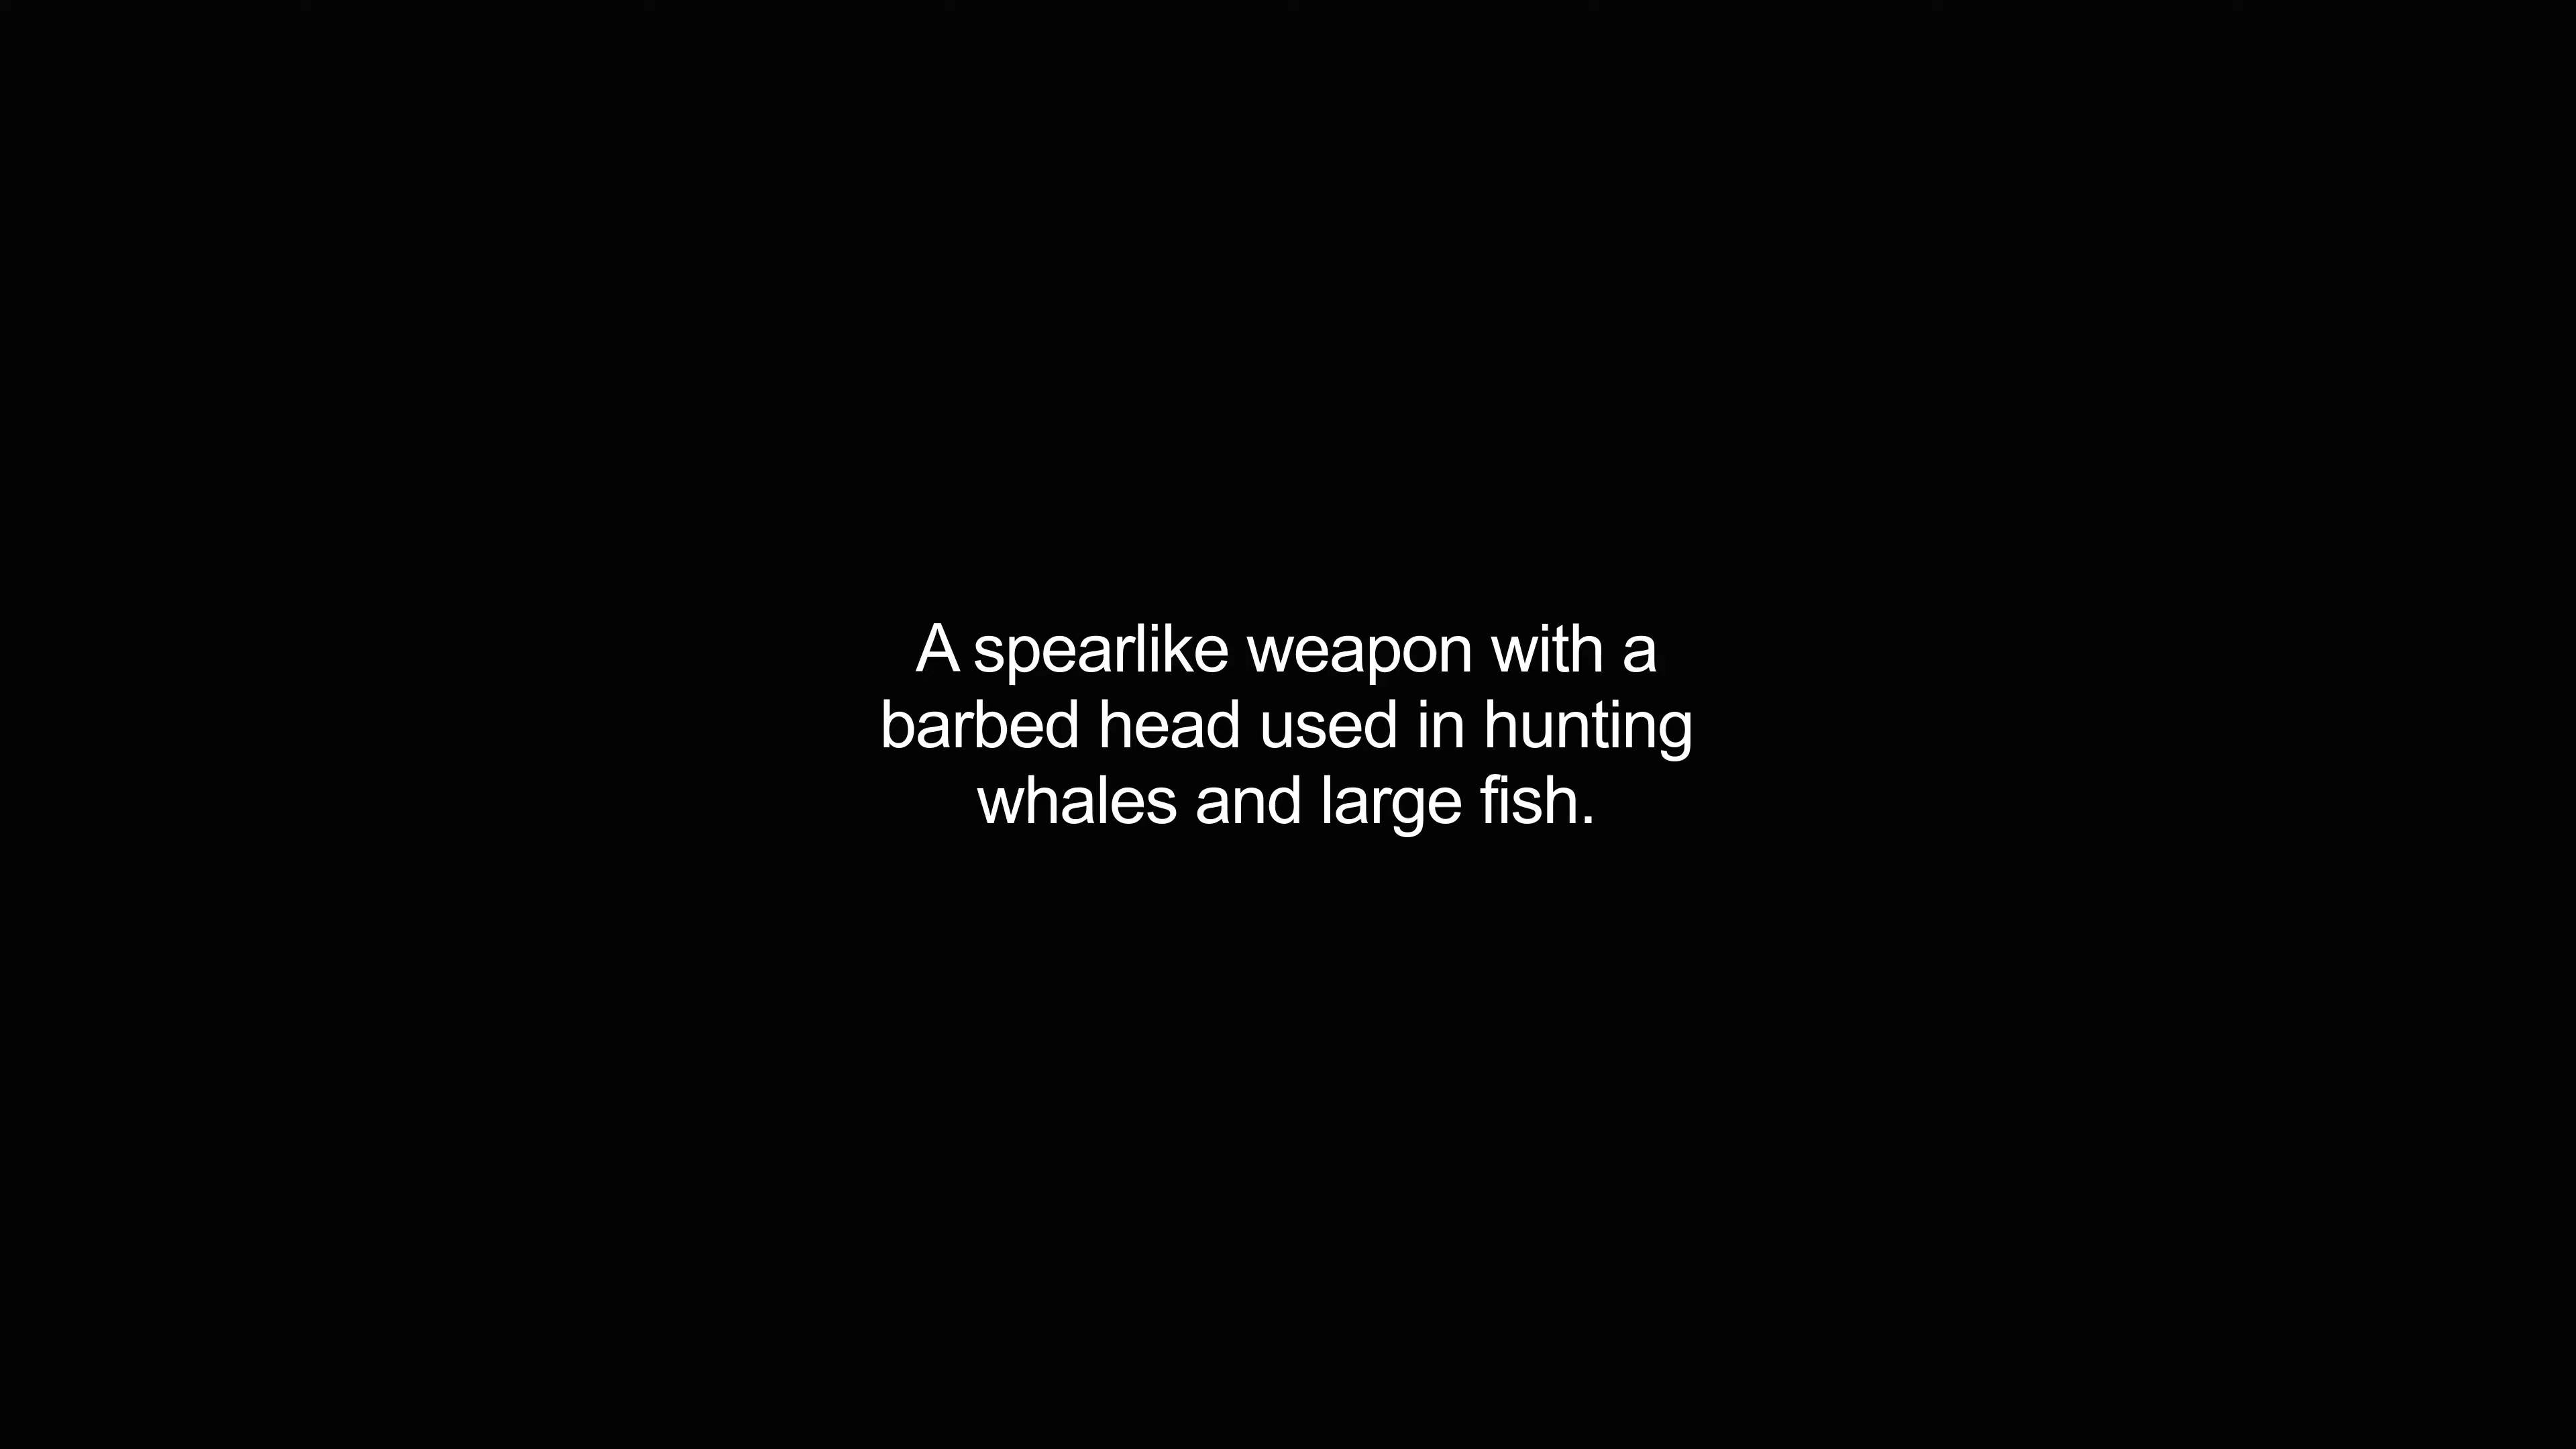 A spearlike weapon with a
barbed head used in hunting
whales and large fish.